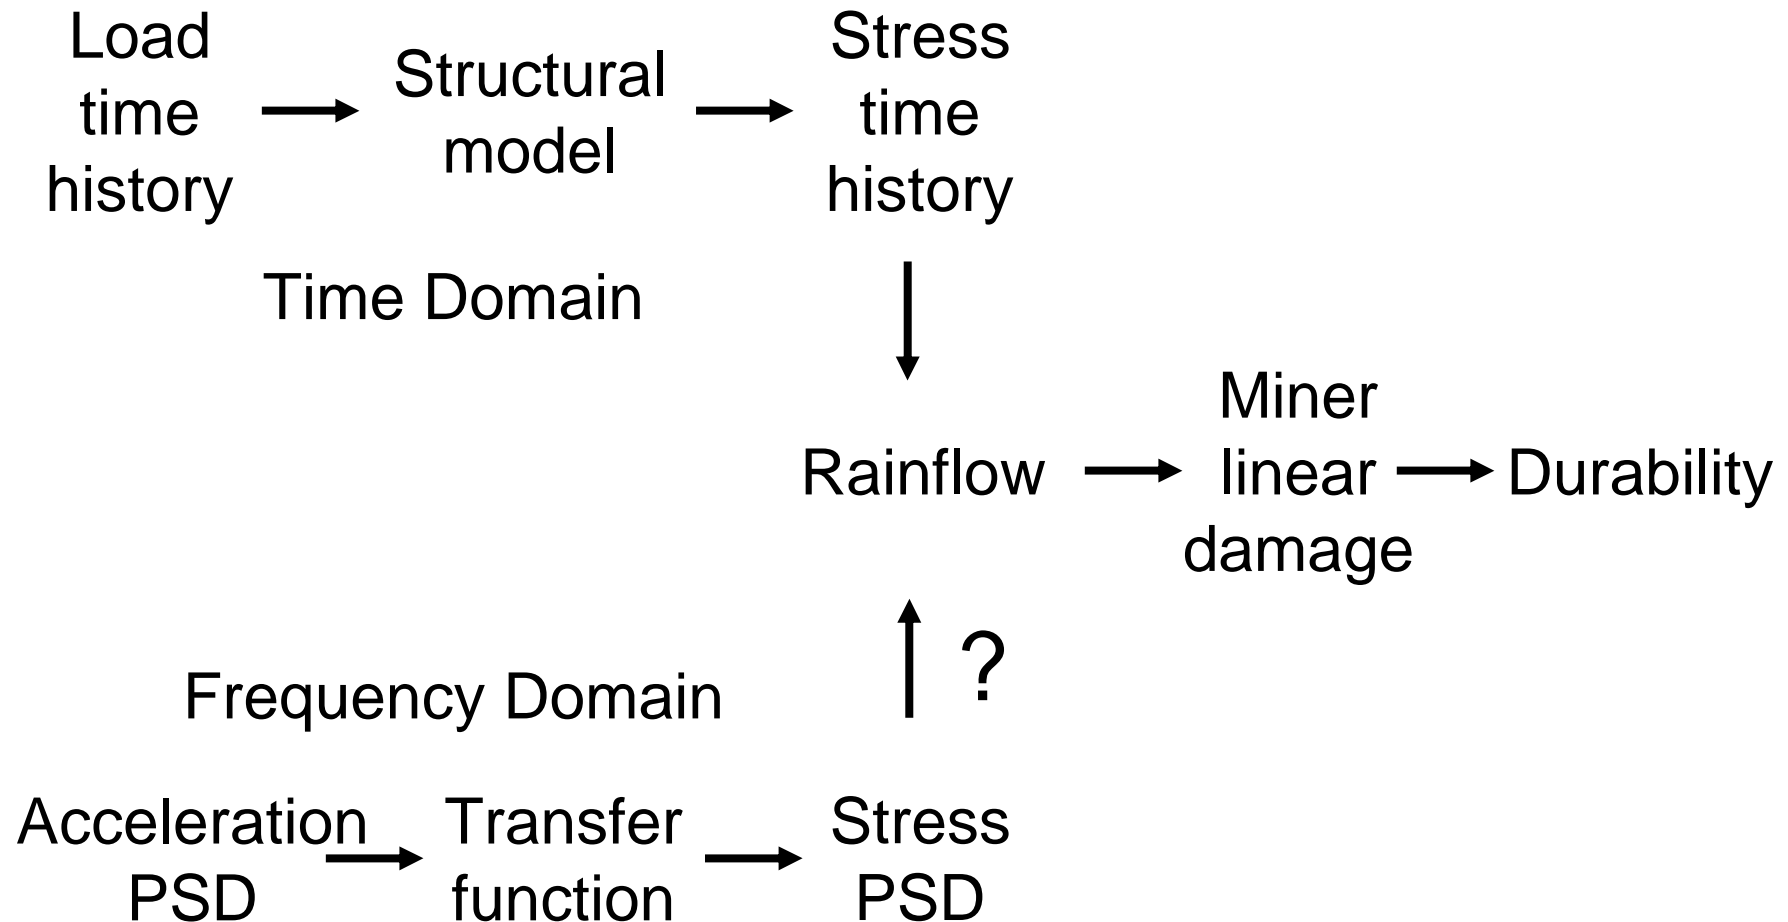 Load
time
history
Structural
model
Stress
time
history
Time Domain
Rainflow
Miner
linear
damage
Durability
?
Frequency Domain
Acceleration
PSD
Transfer
function
Stress
PSD